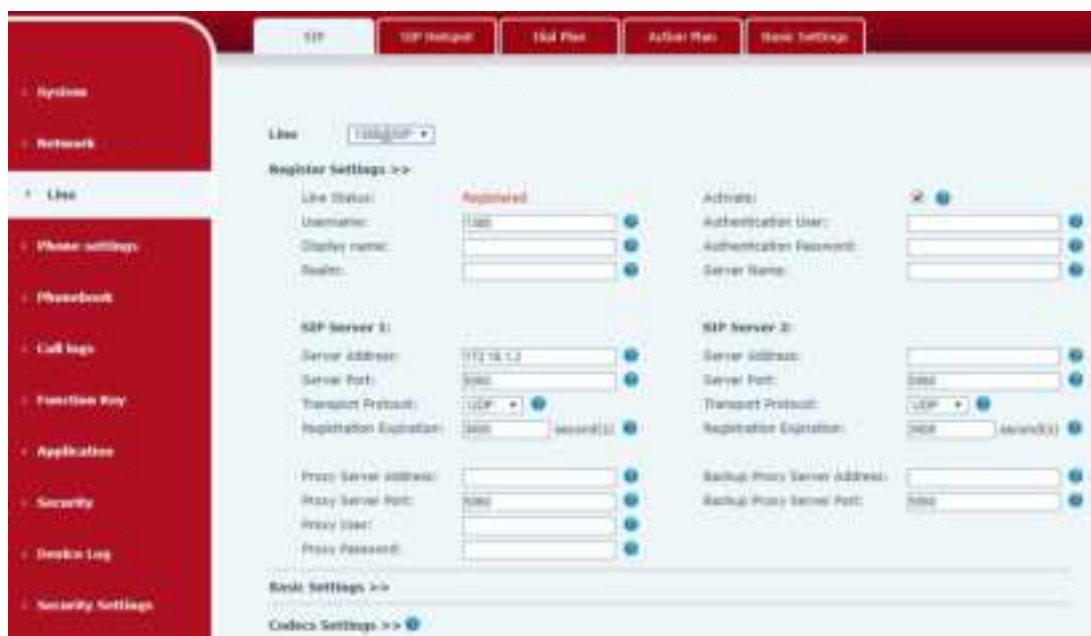 SIP
SIP Hotspot
Dial Plan
Action Plan
Basic Settings
System
Network
Line
Phone settings
Phonebook
Call logs
Function Key
Application
Security
Device Log
Security Settings
Line
Register Settings >>
Line Status: Registered
Activate:
Username:
Authentication User:
Display name:
Authentication Password:
Realm:
Server Name:
SIP Server 1:
SIP Server 2:
Server Address: 172.16.1.2
Server Address:
Server Port: 5060
Server Port: 5060
Transport Protocol: UDP
Transport Protocol: UDP
Registration Expiration: 3600 second(s)
Registration Expiration: 3600 second(s)
Proxy Server Address:
Backup Proxy Server Address:
Proxy Server Port: 5060
Backup Proxy Server Port: 5060
Proxy User:
Proxy Password:
Basic Settings >>
Codecs Settings >>